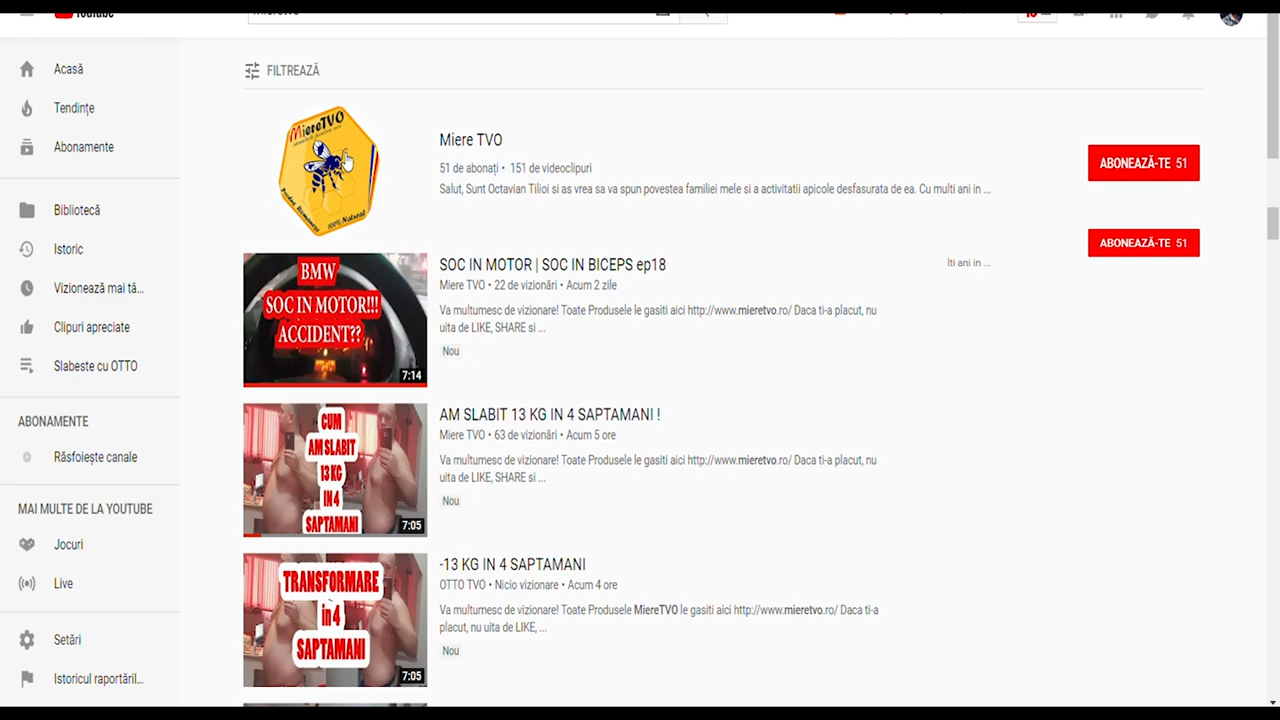 Acasă
Tendințe
Abonamente
Bibliotecă
Istoric
Vizionează mai tâ...
Clipuri apreciate
Slabeste cu OTTO
ABONAMENTE
Răsfoiește canale
MAI MULTE DE LA YOUTUBE
Jocuri
Live
Setări
Istoricul raportăril...
FILTREAZĂ
MiereTVO
Produs Romanesc
100% Natural
Miere TVO
51 de abonați • 151 de videoclipuri
Salut, Sunt Octavian Tilioi si as vrea sa va spun povestea familiei mele si a activitatii apicole desfasurata de ea. Cu multi ani in ...
ABONEAZĂ-TE 51
ABONEAZĂ-TE 51
lti ani in ...
BMW
SOC IN MOTOR!!!
ACCIDENT??
7:14
SOC IN MOTOR | SOC IN BICEPS ep18
Miere TVO • 22 de vizionări • Acum 2 zile
Va multumesc de vizionare! Toate Produsele le gasiti aici http://www.mieretvo.ro/ Daca ti-a placut, nu
uita de LIKE, SHARE si ...
Nou
CUM
AM SLABIT
13 KG
IN 4
SAPTAMANI
7:05
AM SLABIT 13 KG IN 4 SAPTAMANI !
Miere TVO • 63 de vizionări • Acum 5 ore
Va multumesc de vizionare! Toate Produsele le gasiti aici http://www.mieretvo.ro/ Daca ti-a placut, nu
uita de LIKE, SHARE si ...
Nou
TRANSFORMARE
in 4
SAPTAMANI
7:05
-13 KG IN 4 SAPTAMANI
OTTO TVO • Nicio vizionare • Acum 4 ore
Va multumesc de vizionare! Toate Produsele MiereTVO le gasiti aici http://www.mieretvo.ro/ Daca ti-a
placut, nu uita de LIKE, ...
Nou